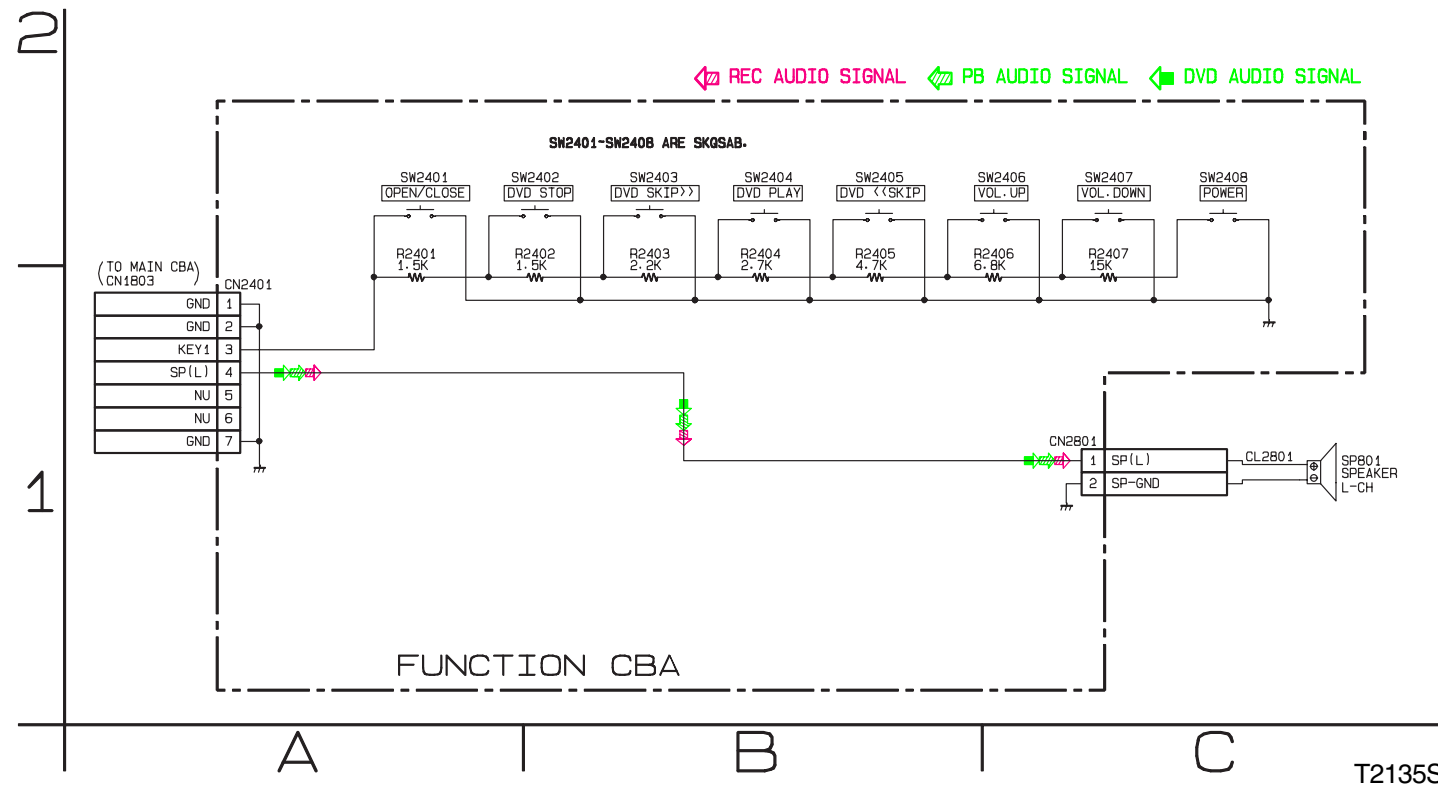 2
REC AUDIO SIGNAL PB AUDIO SIGNAL DVD AUDIO SIGNAL
SW2401~SW2408 ARE SKQSAB.
SW2401 SW2402 SW2403 SW2404 SW2405 SW2406 SW2407 SW2408
OPEN/CLOSE DVD STOP DVD SKIP>> DVD PLAY DVD <<SKIP VOL.UP VOL.DOWN POWER
R2401 R2402 R2403 R2404 R2405 R2406 R2407
1.5K 1.5K 2.2K 2.7K 4.7K 6.8K 15K
(TO MAIN CBA)
CN1803
CN2401
GND 1
GND 2
KEY1 3
SP(L) 4
NU 5
NU 6
GND 7
CN2801
1 SP(L)
2 SP-GND
CL2801
SP801
SPEAKER
L-CH
1
FUNCTION CBA
A B C
T2135S